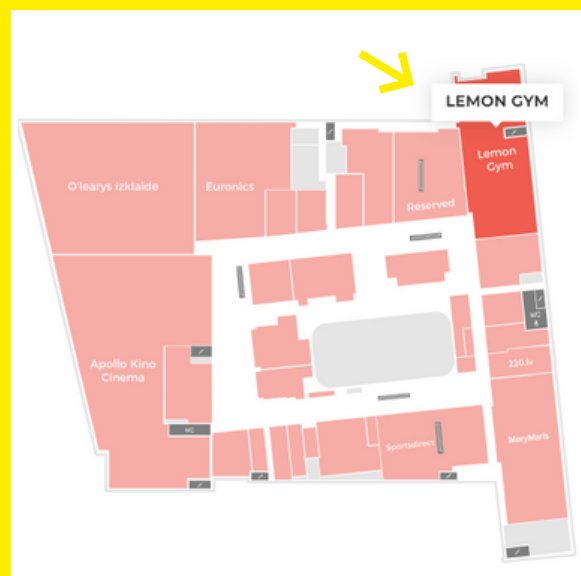 LEMON GYM
Lemon
Gym
O'learys izklaide
Euronics
Reserved
WC
220.lv
Apollo Kino
Cinema
WC
Sportsdirect
MaryMarls